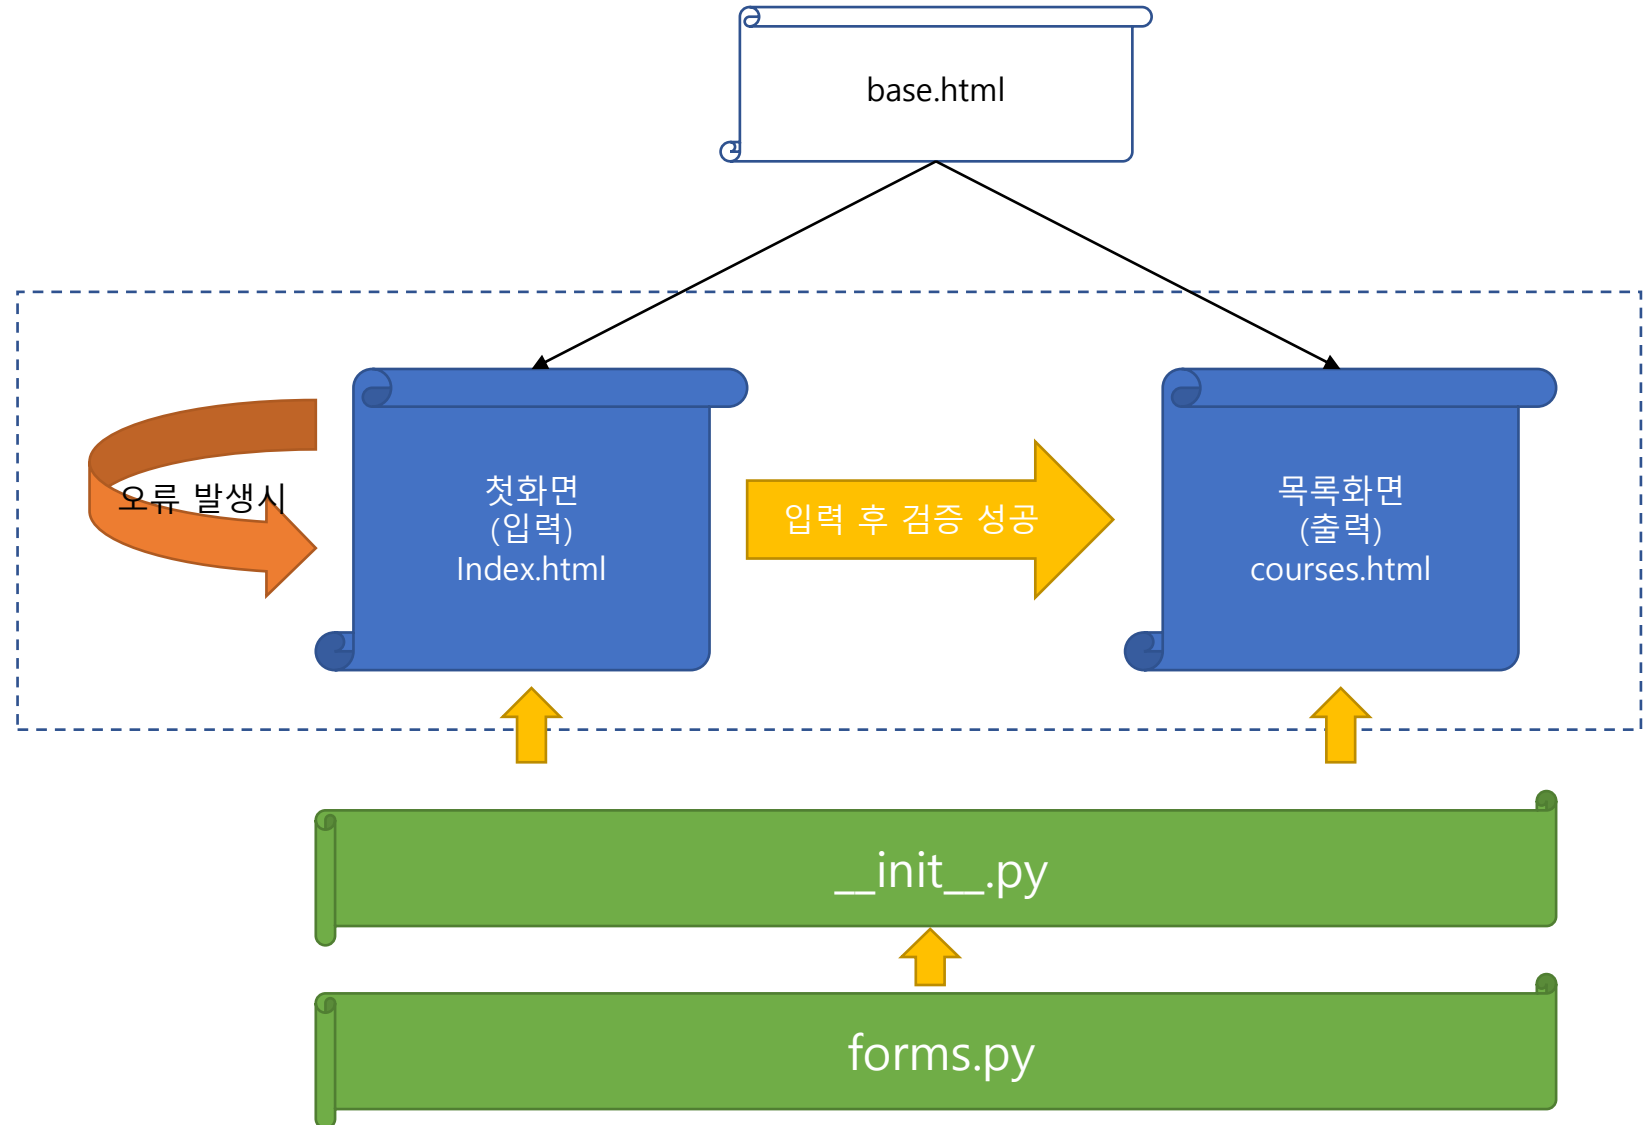 base.html
오류 발생시
첫화면
(입력)
Index.html
입력 후 검증 성공
목록화면
(출력)
courses.html
__init__.py
forms.py